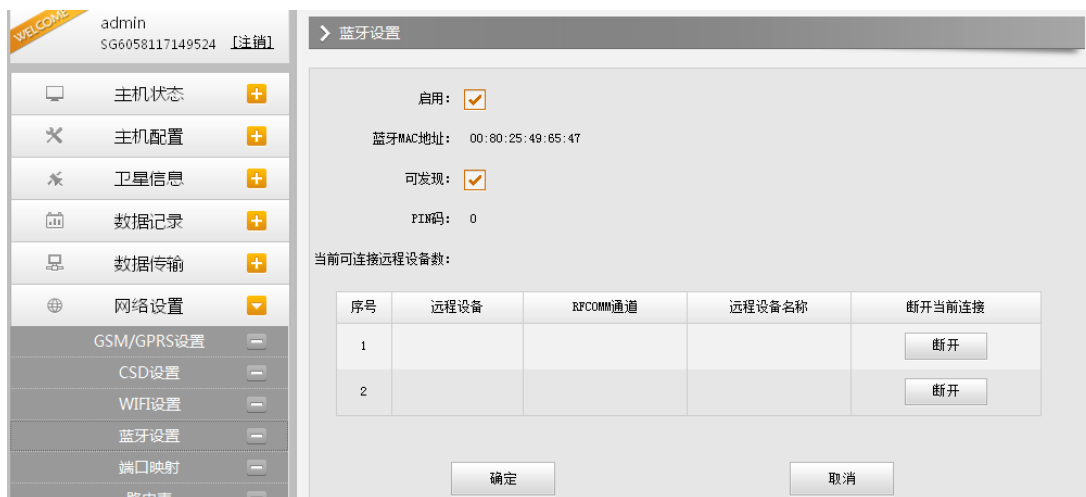 WELCOME
admin
SG6058117149524 [注销]
主机状态
主机配置
卫星信息
数据记录
数据传输
网络设置
GSM/GPRS设置
CSD设置
WIFI设置
蓝牙设置
端口映射
路由表
蓝牙设置
启用：
蓝牙MAC地址： 00:80:25:49:65:47
可发现：
PIN码： 0
当前可连接远程设备数：
序号 远程设备 RFCOMM通道 远程设备名称 断开当前连接
1 断开
2 断开
确定 取消